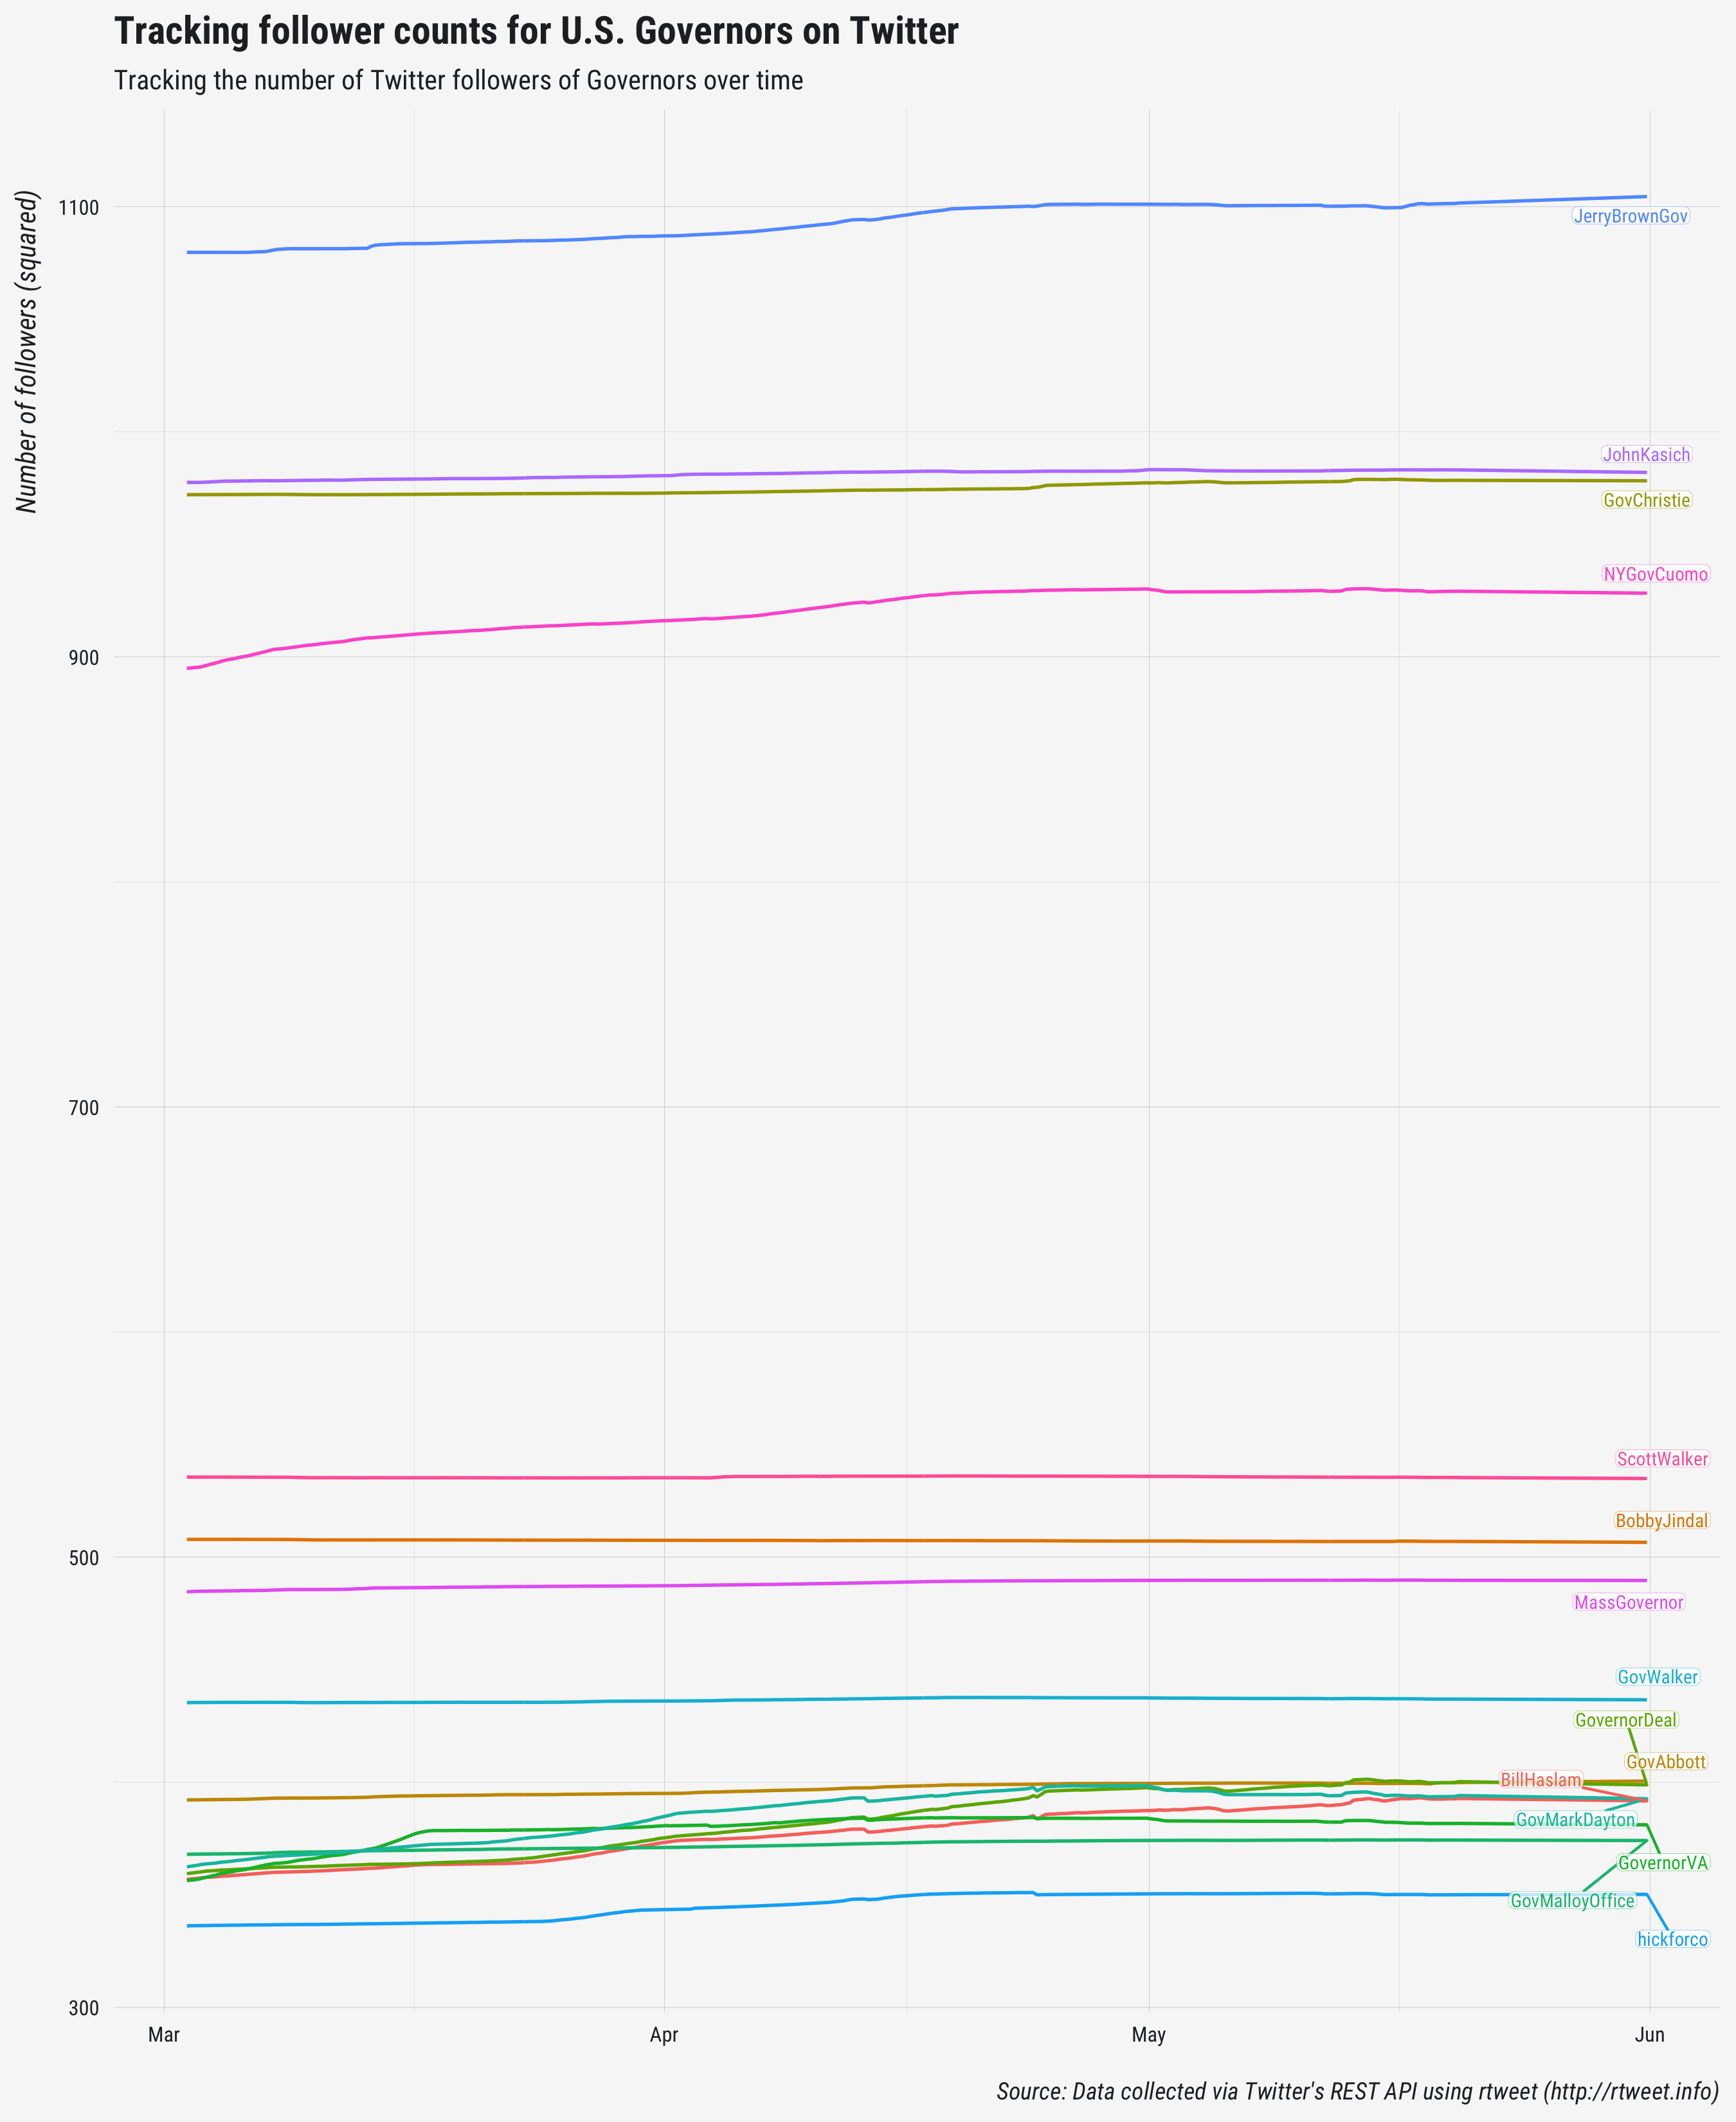 Tracking follower counts for U.S. Governors on Twitter
Tracking the number of Twitter followers of Governors over time
Number of followers (squared)
1100
JerryBrownGov
JohnKasich
GovChristie
NYGovCuomo
900
700
ScottWalker
BobbyJindal
500
MassGovernor
GovWalker
GovernorDeal
GovAbbott
BillHaslam
GovMarkDayton
GovernorVA
GovMalloyOffice
hickforco
300
Mar Apr May Jun
Source: Data collected via Twitter's REST API using rtweet (http://rtweet.info)